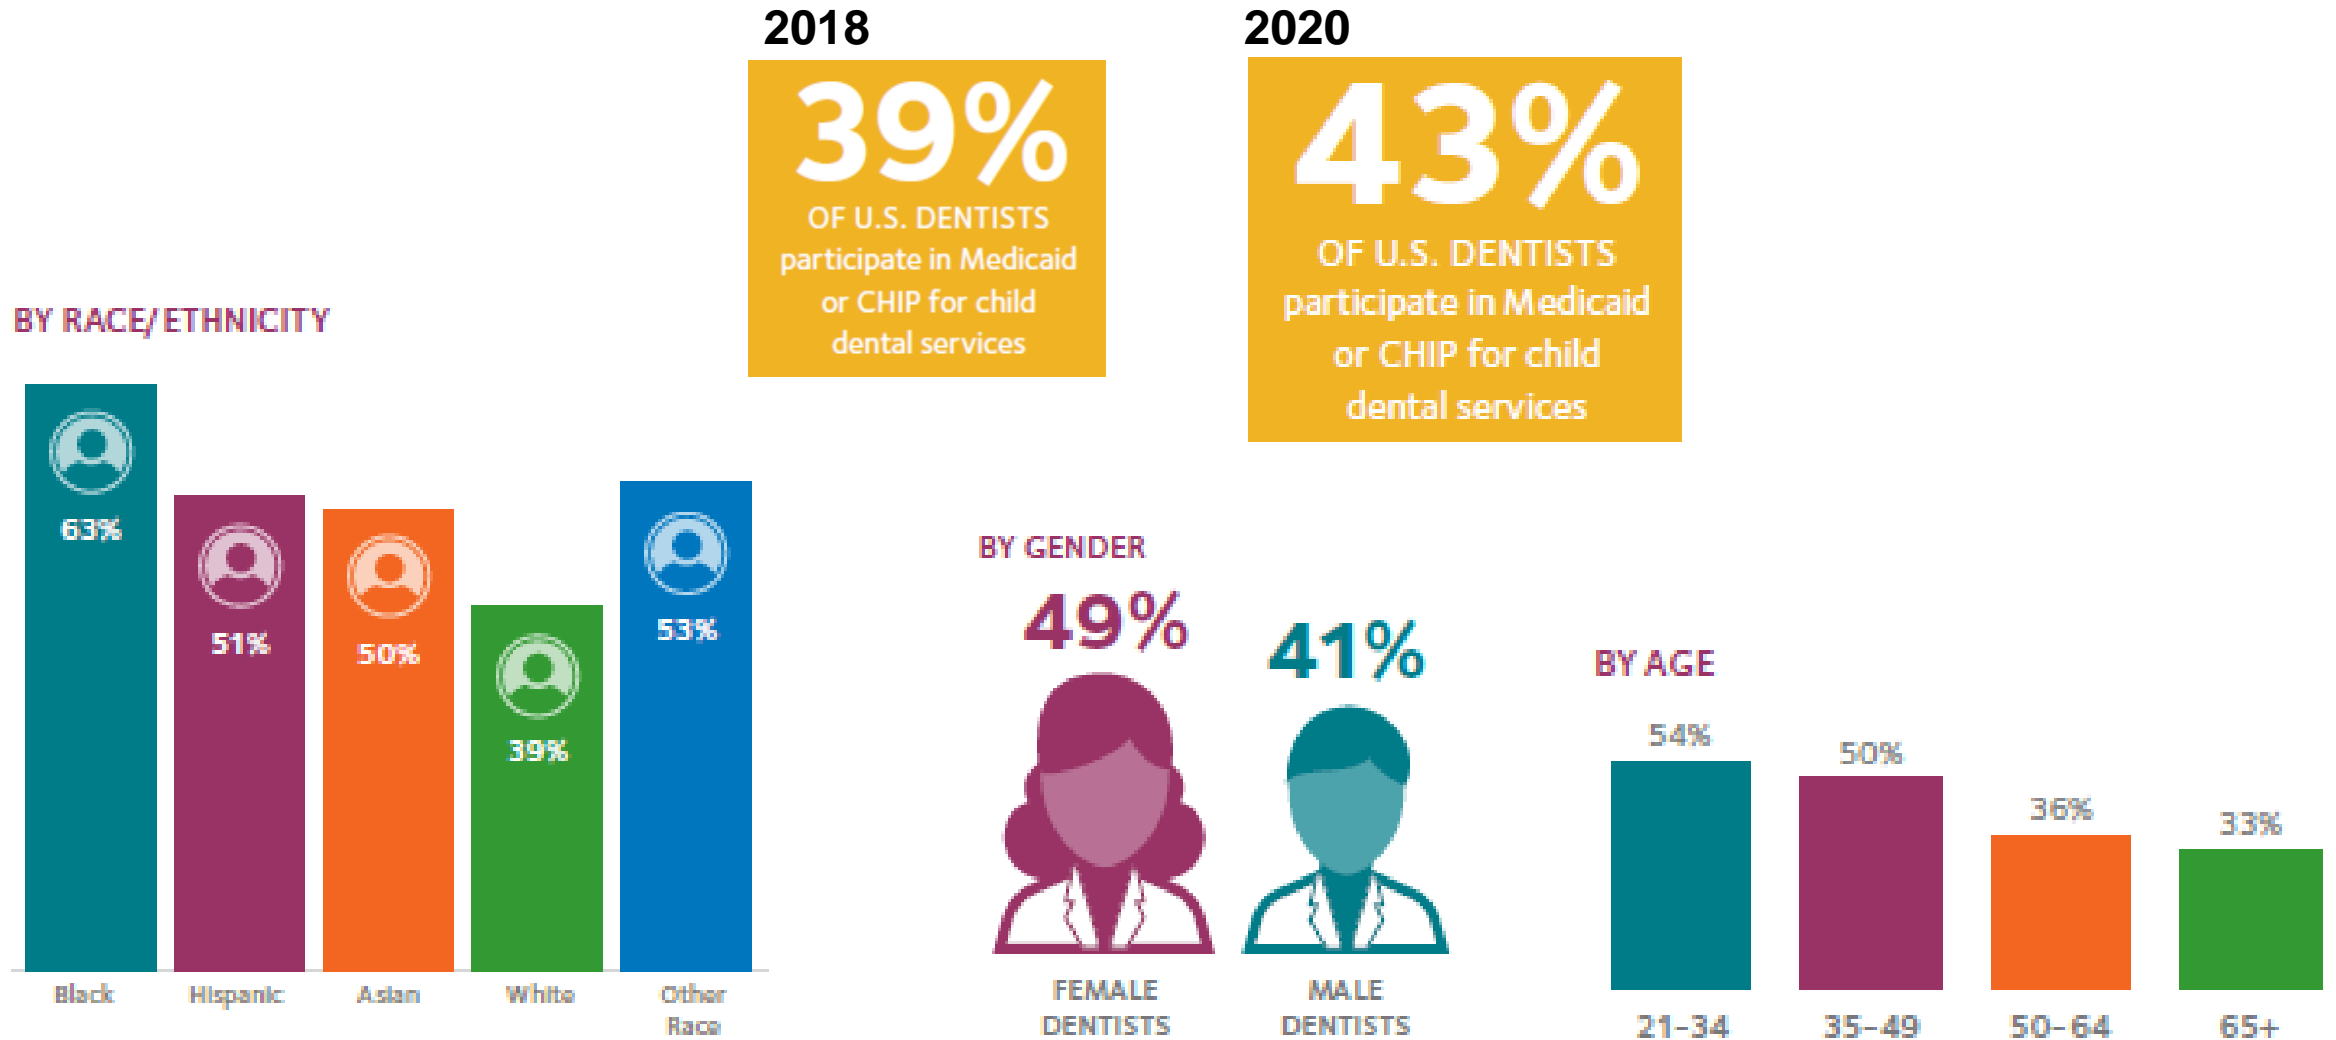 2018
39%
OF U.S. DENTISTS
participate in Medicaid
or CHIP for child
dental services
2020
43%
OF U.S. DENTISTS
participate in Medicaid
or CHIP for child
dental services
BY RACE/ETHNICITY
63%
51%
50%
39%
53%
Black
Hispanic
Asian
White
Other
Race
BY GENDER
49%
41%
FEMALE
DENTISTS
MALE
DENTISTS
BY AGE
54%
50%
36%
33%
21-34
35-49
50-64
65+